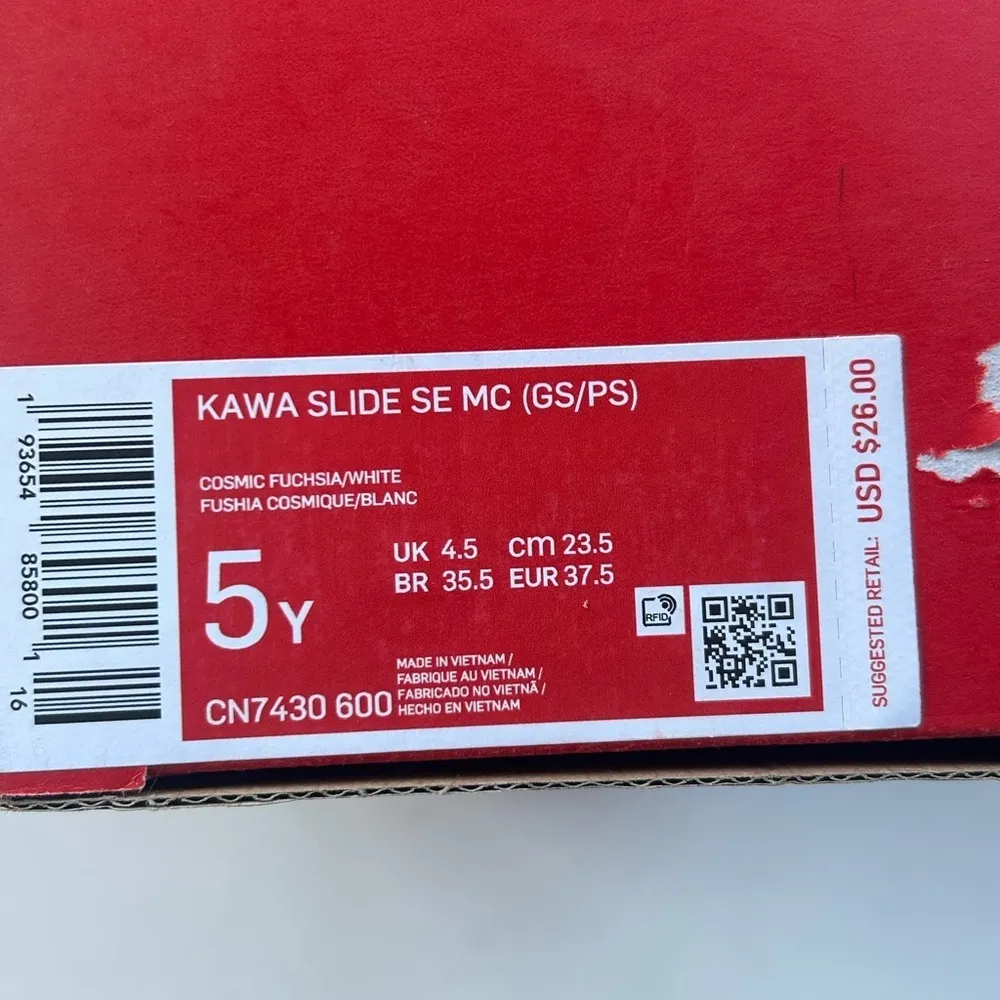 KAWA SLIDE SE MC (GS/PS)
COSMIC FUCHSIA/WHITE
FUSHIA COSMIQUE/BLANC
5Y
UK 4.5 cm 23.5
BR 35.5 EUR 37.5
RFID
CN7430 600
MADE IN VIETNAM /
FABRIQUE AU VIETNAM /
FABRICADO NO VIETNÃ /
HECHO EN VIETNAM
1 93654 85800 1
16
SUGGESTED RETAIL: USD $26.00